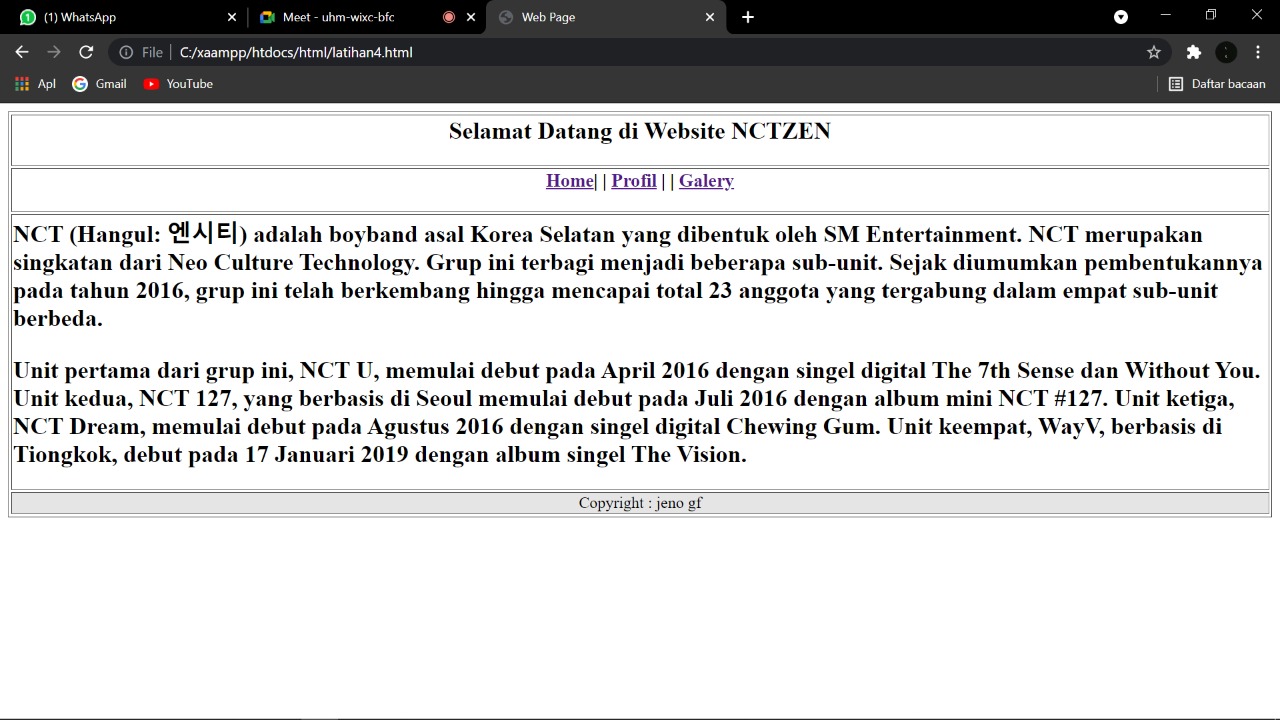 (1) WhatsApp
Meet - uhm-wixc-bfc
Web Page
File
C:/xaampp/htdocs/html/latihan4.html
Apl
Gmail
YouTube
Daftar bacaan
Selamat Datang di Website NCTZEN
Home| | Profil | | Galery
NCT (Hangul: 엔시티) adalah boyband asal Korea Selatan yang dibentuk oleh SM Entertainment. NCT merupakan
singkatan dari Neo Culture Technology. Grup ini terbagi menjadi beberapa sub-unit. Sejak diumumkan pembentukannya
pada tahun 2016, grup ini telah berkembang hingga mencapai total 23 anggota yang tergabung dalam empat sub-unit
berbeda.
Unit pertama dari grup ini, NCT U, memulai debut pada April 2016 dengan singel digital The 7th Sense dan Without You.
Unit kedua, NCT 127, yang berbasis di Seoul memulai debut pada Juli 2016 dengan album mini NCT #127. Unit ketiga,
NCT Dream, memulai debut pada Agustus 2016 dengan singel digital Chewing Gum. Unit keempat, WayV, berbasis di
Tiongkok, debut pada 17 Januari 2019 dengan album singel The Vision.
Copyright : jeno gf